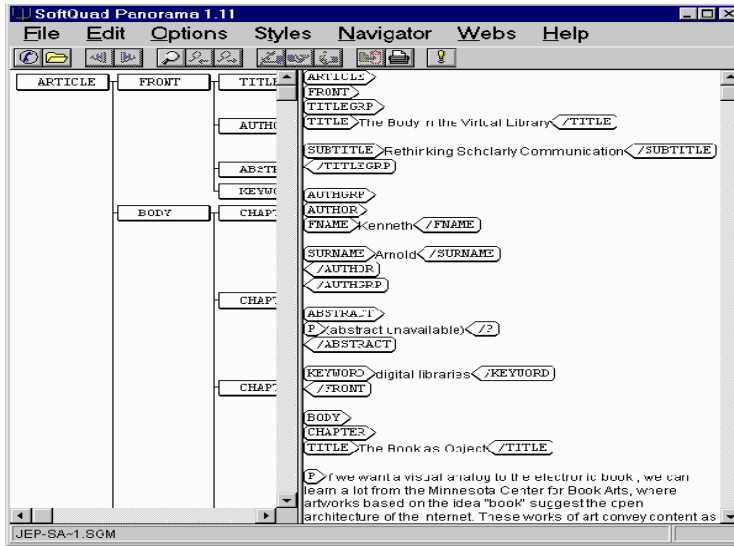 SoftQuad Panorama 1.11
File Edit Options Styles Navigator Webs Help
ARTICLE FRONT TITL
AUTHO
ABSTR
KEYWO
BODY CHAPT
CHAPT
CHAPT
ARTICLE
FRONT
TITLEGRP
TITLE The Body in the Virtual Library /TITLE
SUBTITLE Rethinking Scholarly Communication /SUBTITLE
/TITLEGRP
AUTHGRP
AUTHOR
FNAME Kenneth /FNAME
SURNAME Arnold /SURNAME
/AUTHOR
/AUTHGRP
ABSTRACT
P (abstract unavailable) /P
/ABSTRACT
KEYWORD digital libraries /KEYWORD
/FRONT
BODY
CHAPTER
TITLE The Book as Object /TITLE
P If we want a visual analog to the electronic book , we can
learn a lot from the Minnesota Center for Book Arts, where
artworks based on the idea "book" suggest the open
architecture of the Internet. These works of art convey content as
JEP-SA~1.SGM